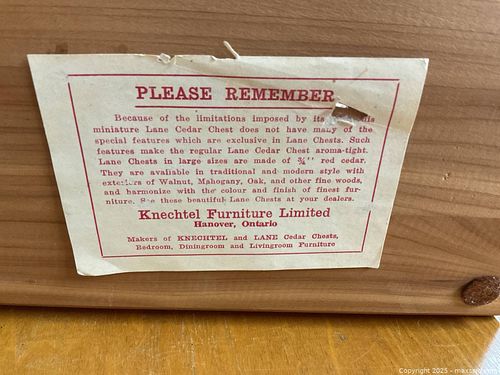 PLEASE REMEMBER
Because of the limitations imposed by its
miniature Lane Cedar Chest does not have many of the
special features which are exclusive in Lane Chests. Such
features make the regular Lane Cedar Chest aroma-tight.
Lane Chests in large sizes are made of ¾'' red cedar.
They are available in traditional and modern style with
exteriors of Walnut, Mahogany, Oak, and other fine woods,
and harmonize with the colour and finish of finest fur-
niture. See these beautiful Lane Chests at your dealers.
Knechtel Furniture Limited
Hanover, Ontario
Makers of KNECHTEL and LANE Cedar Chests,
Bedroom, Diningroom and Livingroom Furniture
Copyright 2025 - maxsold.com